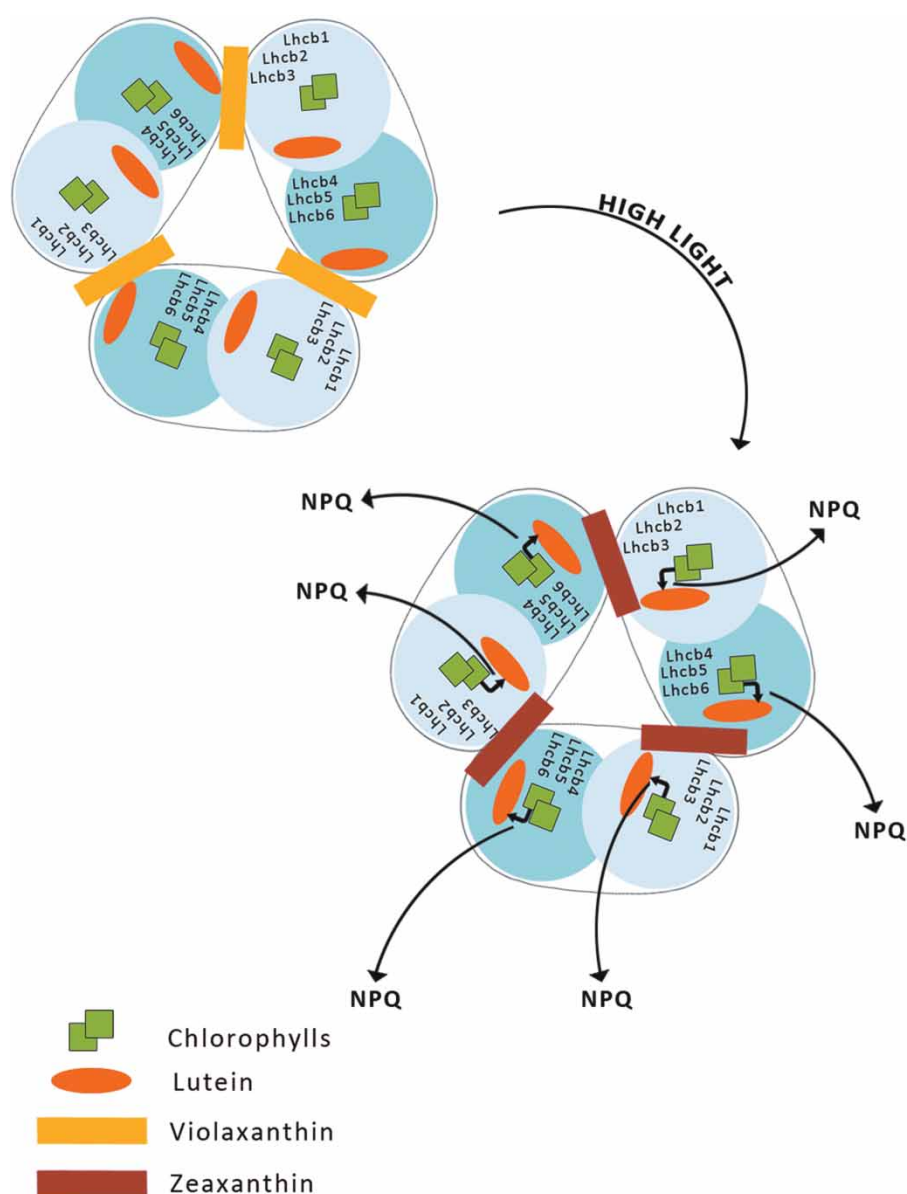 Lhcb1
Lhcb2
Lhcb3
Lhcb6
Lhcb5
Lhcb4
Lhcb4
Lhcb5
Lhcb6
Lhcb3
Lhcb2
Lhcb1
Lhcb4
Lhcb5
Lhcb6
Lhcb1
Lhcb2
Lhcb3
HIGH LIGHT
NPQ
Lhcb1
Lhcb2
Lhcb3
NPQ
NPQ
Lhcb6
Lhcb5
Lhcb4
Lhcb4
Lhcb5
Lhcb6
Lhcb3
Lhcb2
Lhcb1
Lhcb4
Lhcb5
Lhcb6
Lhcb1
Lhcb2
Lhcb3
NPQ
NPQ
NPQ
Chlorophylls
Lutein
Violaxanthin
Zeaxanthin